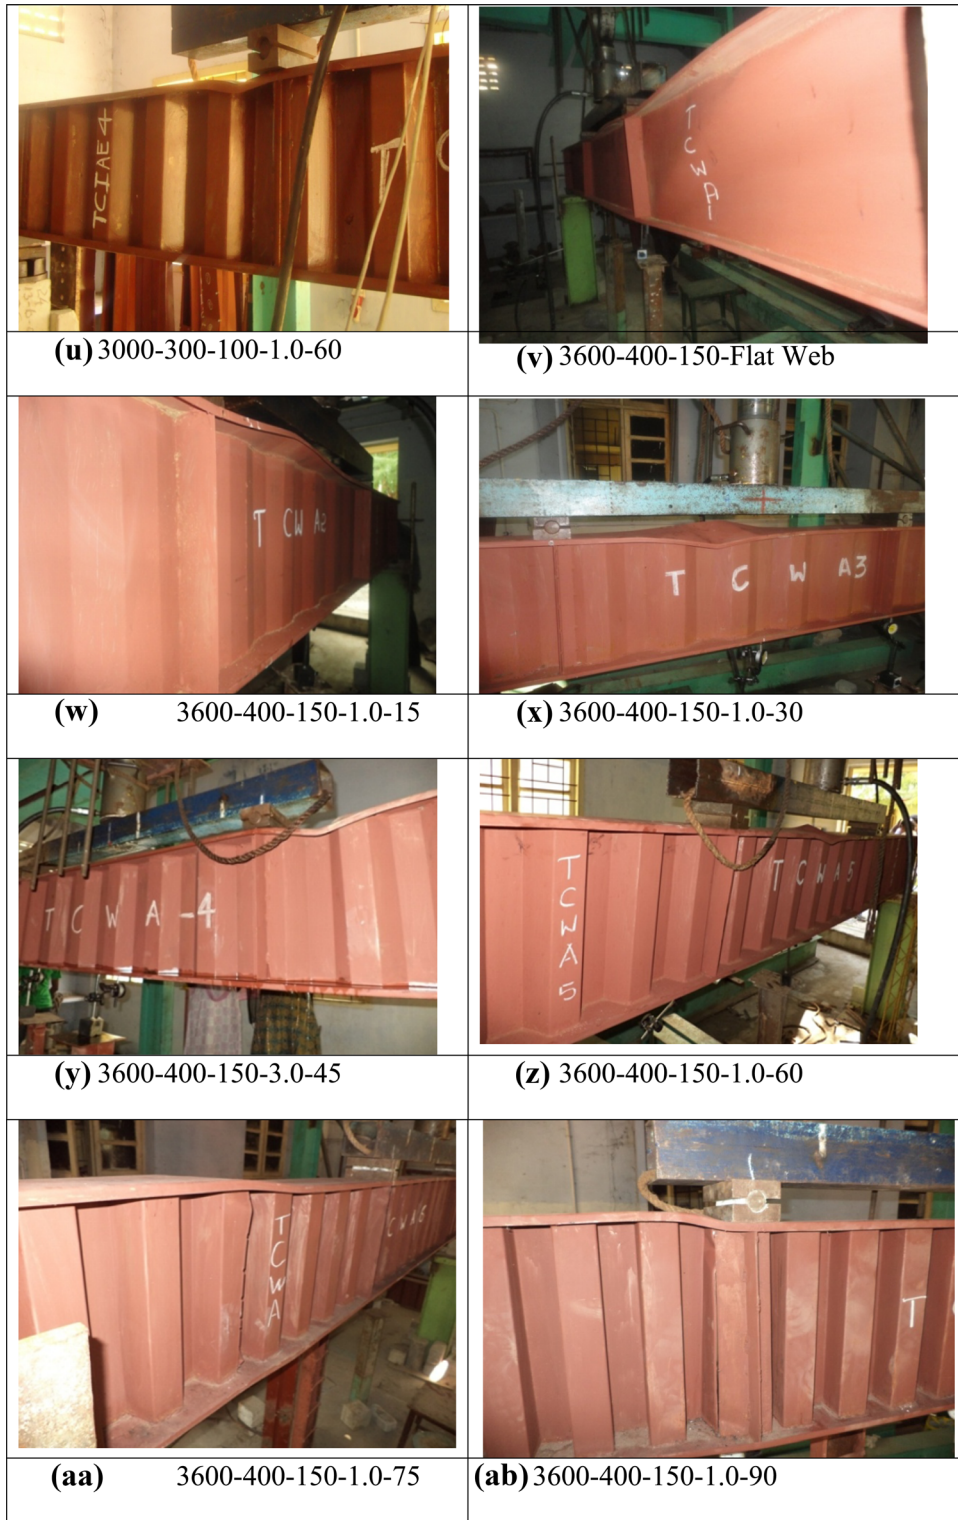 TCIAE4
T
(u) 3000-300-100-1.0-60
TCWA1
(v) 3600-400-150-Flat Web
T CW A2
(w) 3600-400-150-1.0-15
T C W A3
(x) 3600-400-150-1.0-30
T C W A -4
(y) 3600-400-150-3.0-45
TCWA5
T C W A 5
(z) 3600-400-150-1.0-60
TCWA
CWA6
(aa) 3600-400-150-1.0-75
T
(ab) 3600-400-150-1.0-90